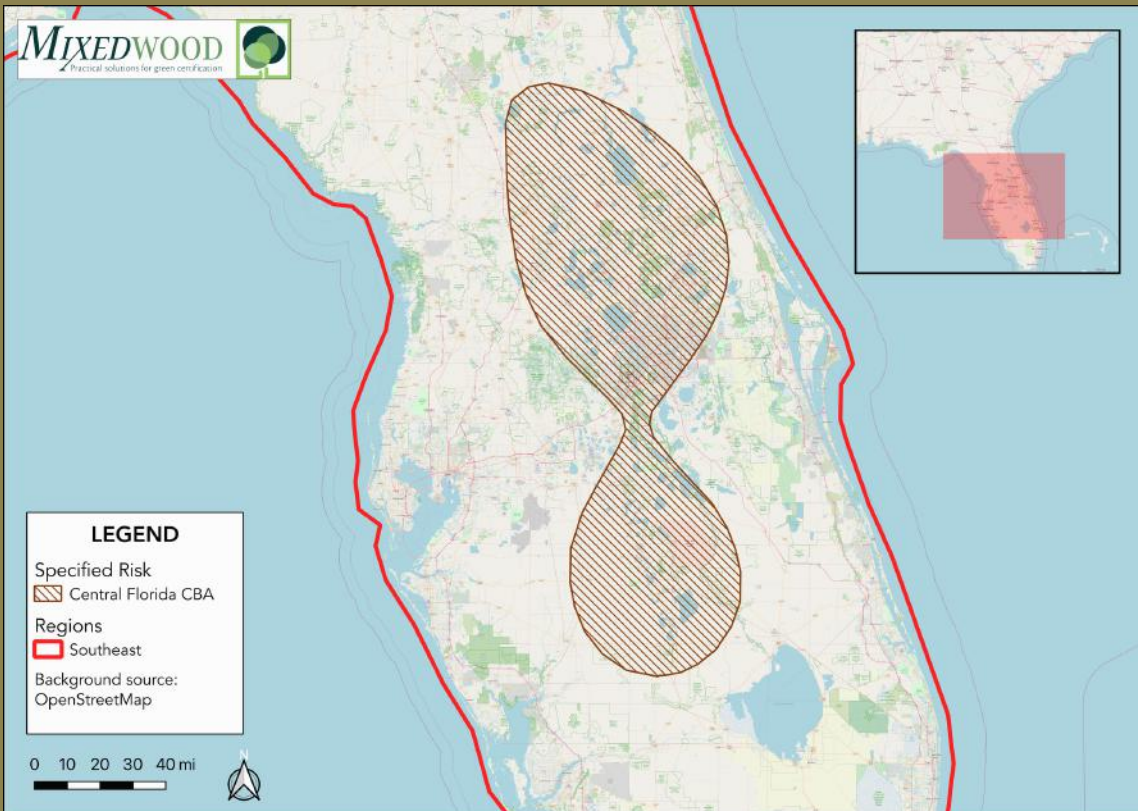 MIXEDWOOD
Practical solutions for green certification
LEGEND
Specified Risk
Central Florida CBA
Regions
Southeast
Background source:
OpenStreetMap
0 10 20 30 40 mi
N